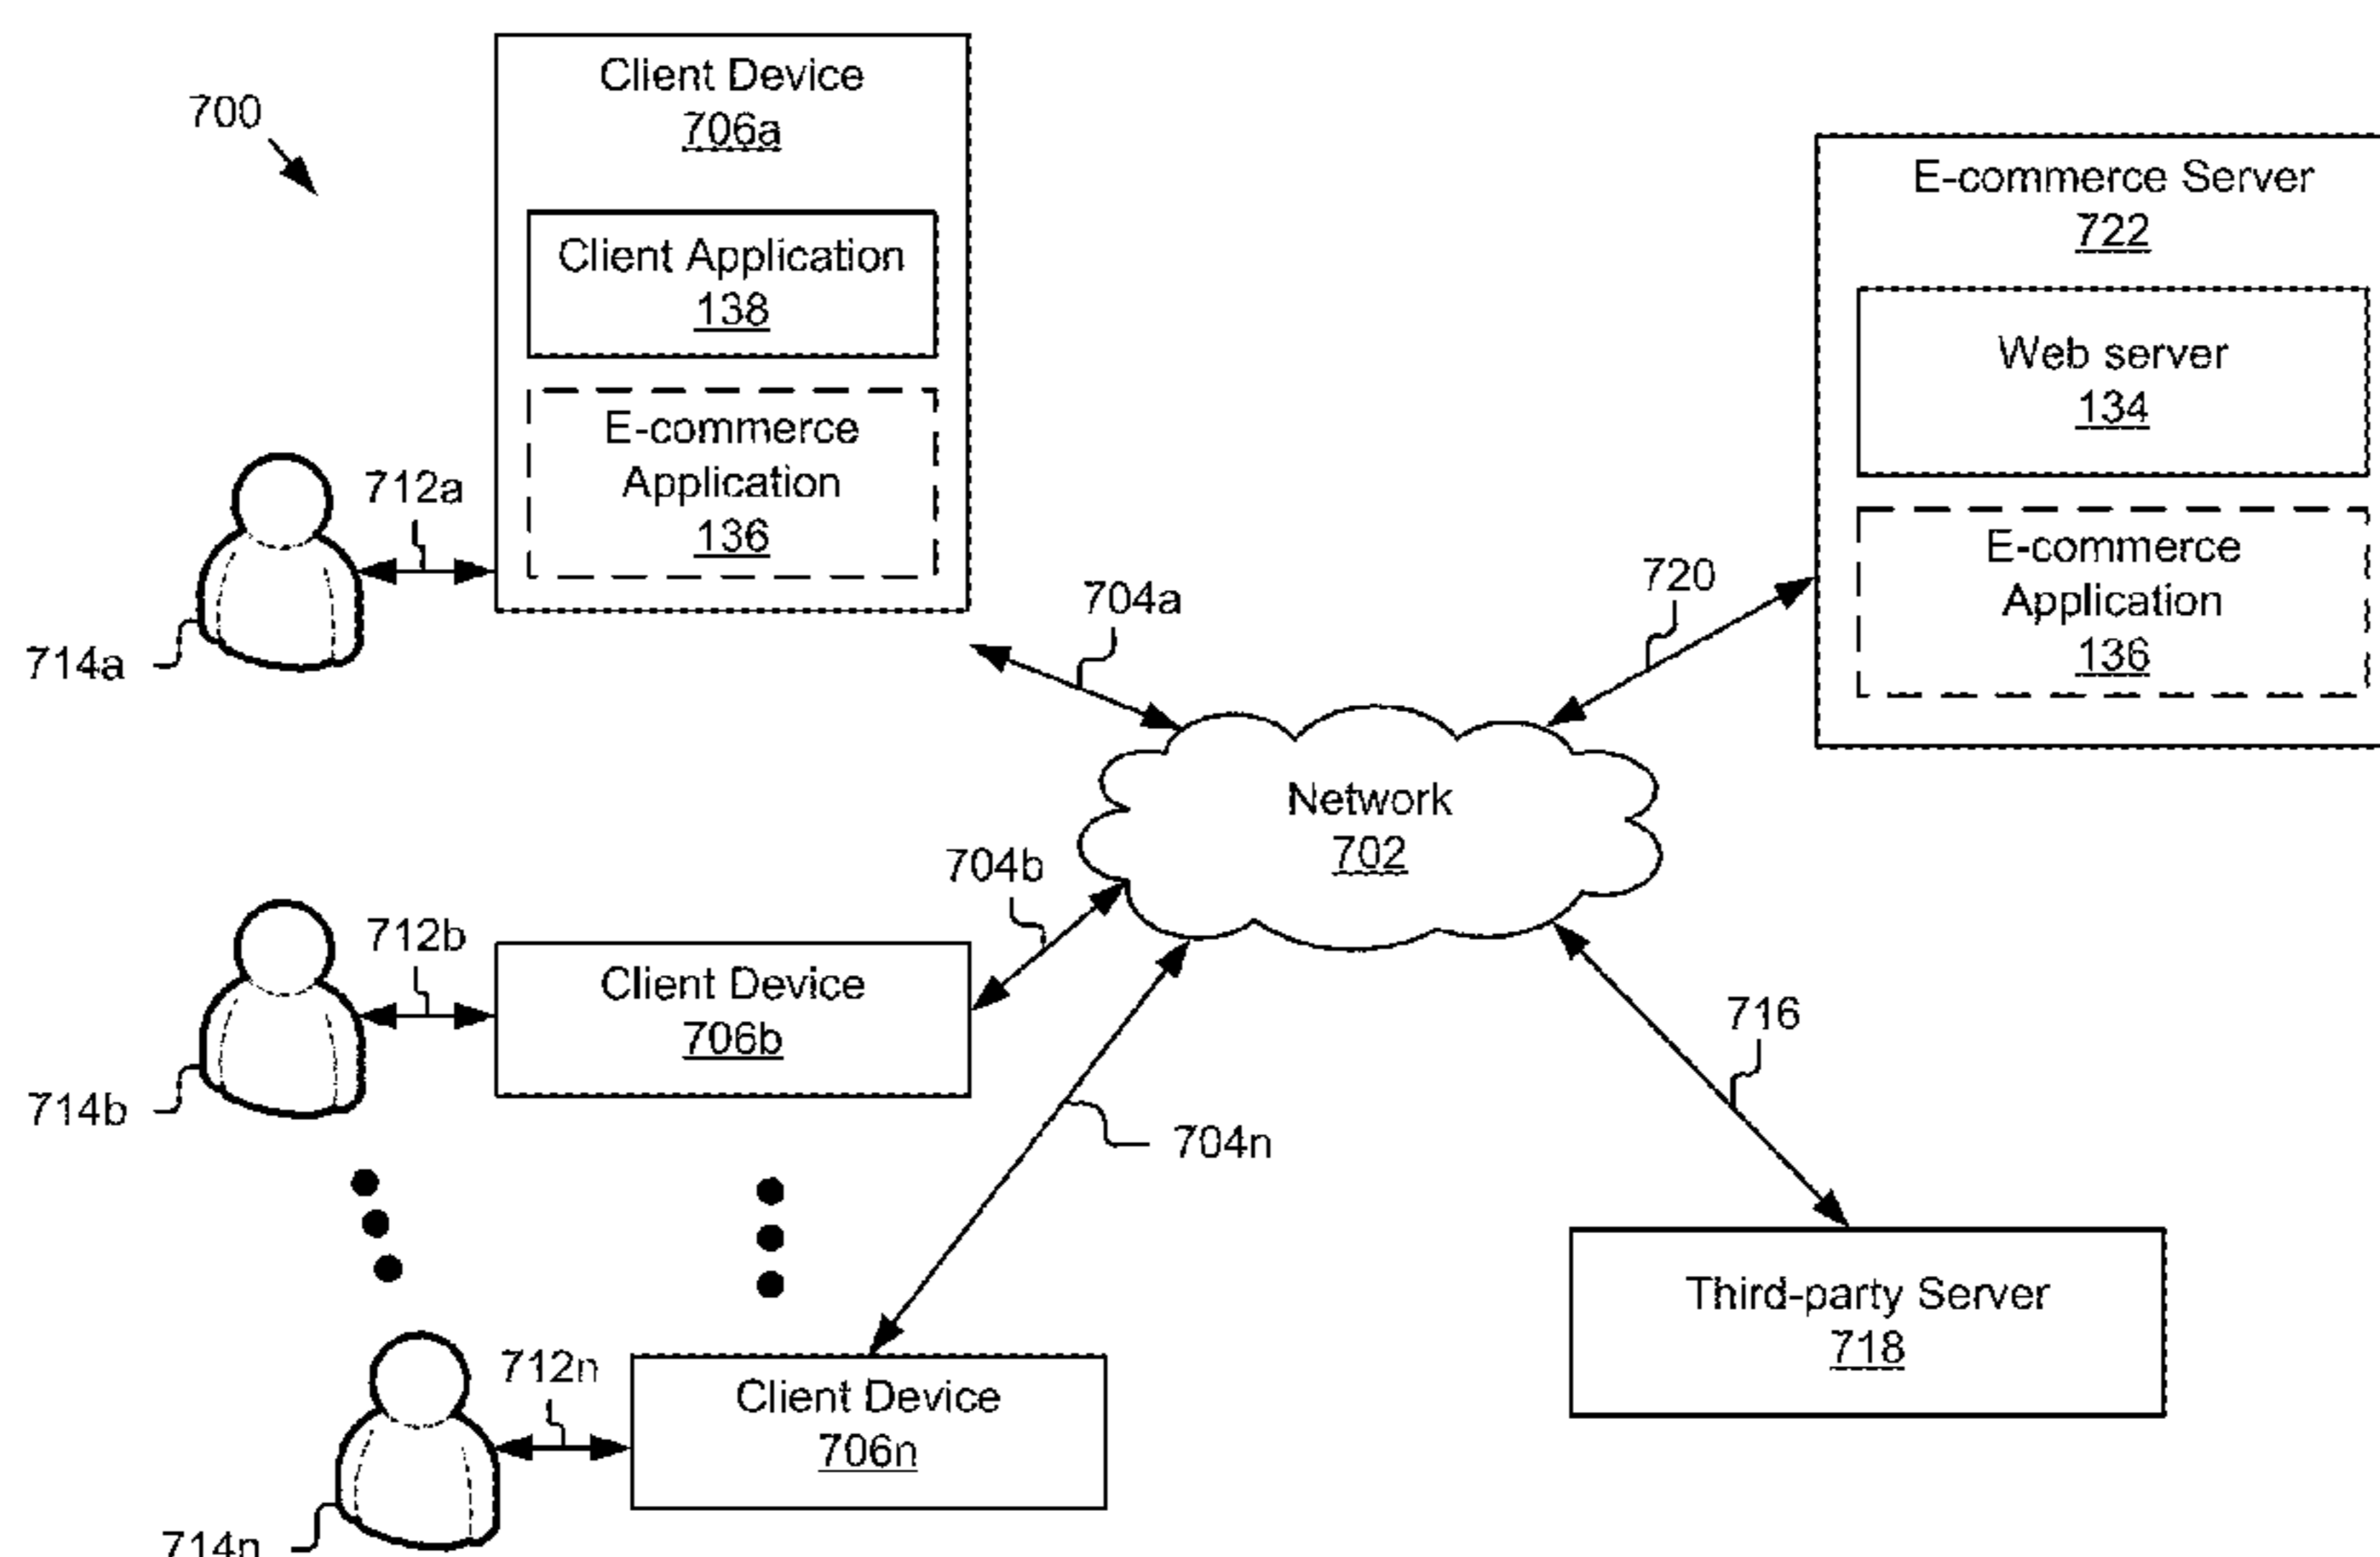 700
Client Device
706a
Client Application
138
E-commerce
Application
136
712a
714a
704a
720
E-commerce Server
722
Web server
134
E-commerce
Application
136
Network
702
704b
712b
Client Device
706b
714b
704n
716
Third-party Server
718
712n
Client Device
706n
714n